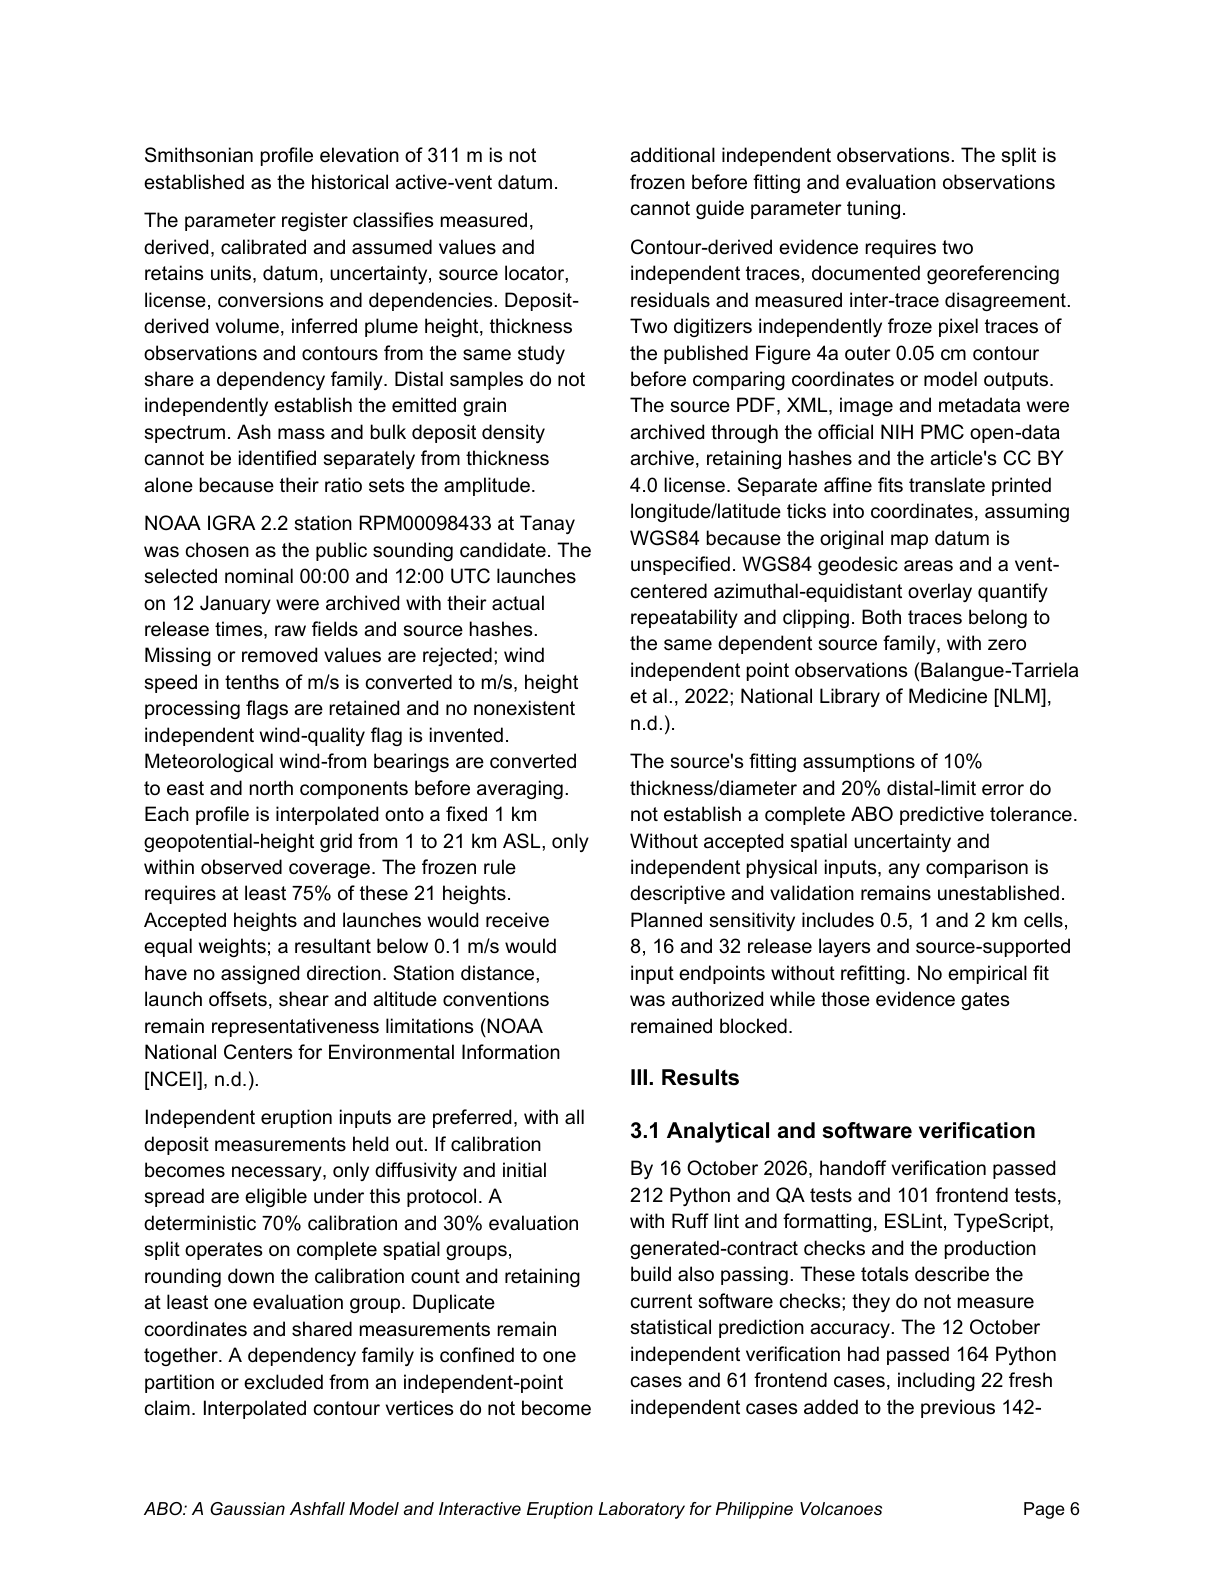 Smithsonian profile elevation of 311 m is not
established as the historical active-vent datum.
The parameter register classifies measured,
derived, calibrated and assumed values and
retains units, datum, uncertainty, source locator,
license, conversions and dependencies. Deposit-
derived volume, inferred plume height, thickness
observations and contours from the same study
share a dependency family. Distal samples do not
independently establish the emitted grain
spectrum. Ash mass and bulk deposit density
cannot be identified separately from thickness
alone because their ratio sets the amplitude.
NOAA IGRA 2.2 station RPM00098433 at Tanay
was chosen as the public sounding candidate. The
selected nominal 00:00 and 12:00 UTC launches
on 12 January were archived with their actual
release times, raw fields and source hashes.
Missing or removed values are rejected; wind
speed in tenths of m/s is converted to m/s, height
processing flags are retained and no nonexistent
independent wind-quality flag is invented.
Meteorological wind-from bearings are converted
to east and north components before averaging.
Each profile is interpolated onto a fixed 1 km
geopotential-height grid from 1 to 21 km ASL, only
within observed coverage. The frozen rule
requires at least 75% of these 21 heights.
Accepted heights and launches would receive
equal weights; a resultant below 0.1 m/s would
have no assigned direction. Station distance,
launch offsets, shear and altitude conventions
remain representativeness limitations (NOAA
National Centers for Environmental Information
[NCEI], n.d.).
Independent eruption inputs are preferred, with all
deposit measurements held out. If calibration
becomes necessary, only diffusivity and initial
spread are eligible under this protocol. A
deterministic 70% calibration and 30% evaluation
split operates on complete spatial groups,
rounding down the calibration count and retaining
at least one evaluation group. Duplicate
coordinates and shared measurements remain
together. A dependency family is confined to one
partition or excluded from an independent-point
claim. Interpolated contour vertices do not become
additional independent observations. The split is
frozen before fitting and evaluation observations
cannot guide parameter tuning.
Contour-derived evidence requires two
independent traces, documented georeferencing
residuals and measured inter-trace disagreement.
Two digitizers independently froze pixel traces of
the published Figure 4a outer 0.05 cm contour
before comparing coordinates or model outputs.
The source PDF, XML, image and metadata were
archived through the official NIH PMC open-data
archive, retaining hashes and the article's CC BY
4.0 license. Separate affine fits translate printed
longitude/latitude ticks into coordinates, assuming
WGS84 because the original map datum is
unspecified. WGS84 geodesic areas and a vent-
centered azimuthal-equidistant overlay quantify
repeatability and clipping. Both traces belong to
the same dependent source family, with zero
independent point observations (Balangue-Tarriela
et al., 2022; National Library of Medicine [NLM],
n.d.).
The source's fitting assumptions of 10%
thickness/diameter and 20% distal-limit error do
not establish a complete ABO predictive tolerance.
Without accepted spatial uncertainty and
independent physical inputs, any comparison is
descriptive and validation remains unestablished.
Planned sensitivity includes 0.5, 1 and 2 km cells,
8, 16 and 32 release layers and source-supported
input endpoints without refitting. No empirical fit
was authorized while those evidence gates
remained blocked.
III. Results
3.1 Analytical and software verification
By 16 October 2026, handoff verification passed
212 Python and QA tests and 101 frontend tests,
with Ruff lint and formatting, ESLint, TypeScript,
generated-contract checks and the production
build also passing. These totals describe the
current software checks; they do not measure
statistical prediction accuracy. The 12 October
independent verification had passed 164 Python
cases and 61 frontend cases, including 22 fresh
independent cases added to the previous 142-
ABO: A Gaussian Ashfall Model and Interactive Eruption Laboratory for Philippine Volcanoes
Page 6